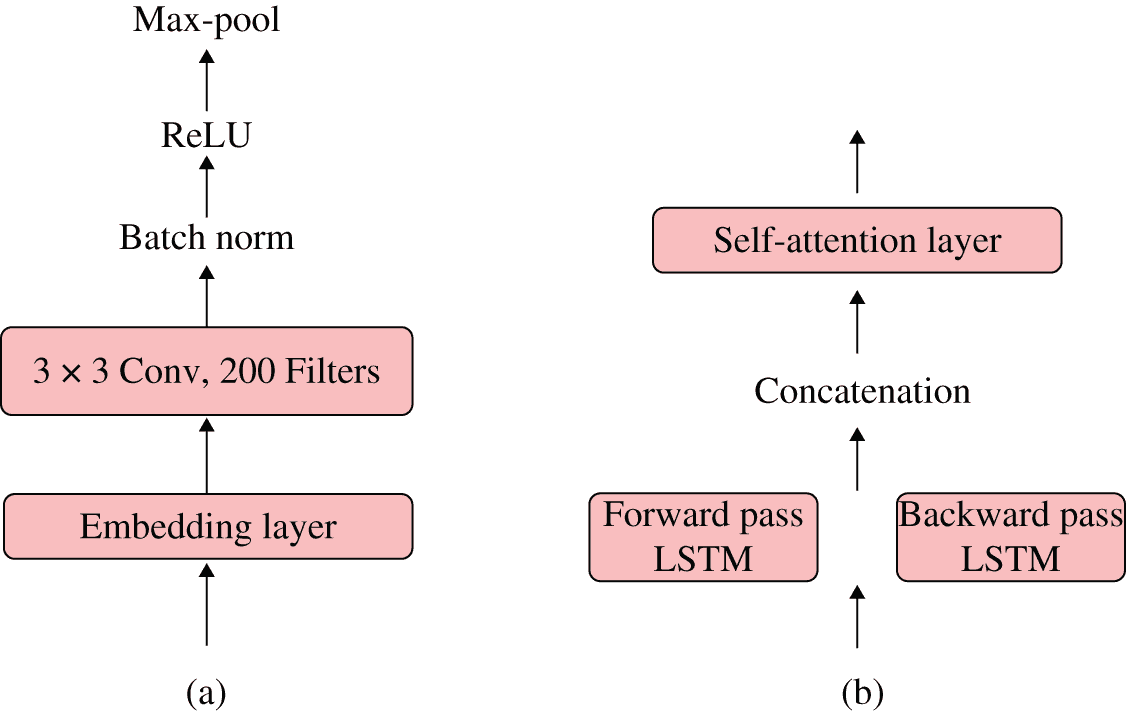 Max-pool
ReLU
Batch norm
3 × 3 Conv, 200 Filters
Embedding layer
(a)
Self-attention layer
Concatenation
Forward pass
LSTM
Backward pass
LSTM
(b)